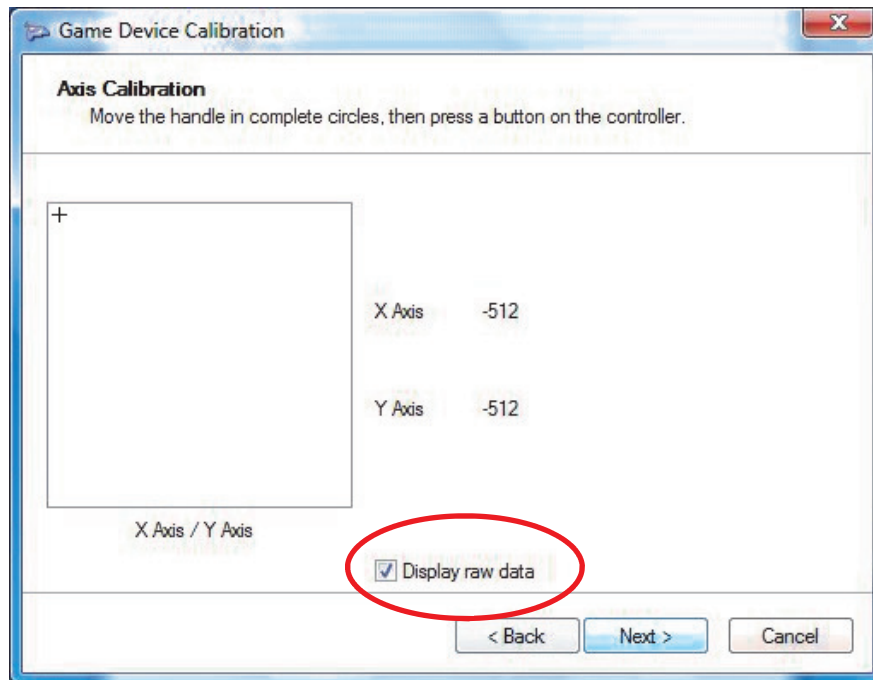 Game Device Calibration
Axis Calibration
Move the handle in complete circles, then press a button on the controller.
X Axis -512
Y Axis -512
X Axis / Y Axis
Display raw data
< Back Next > Cancel